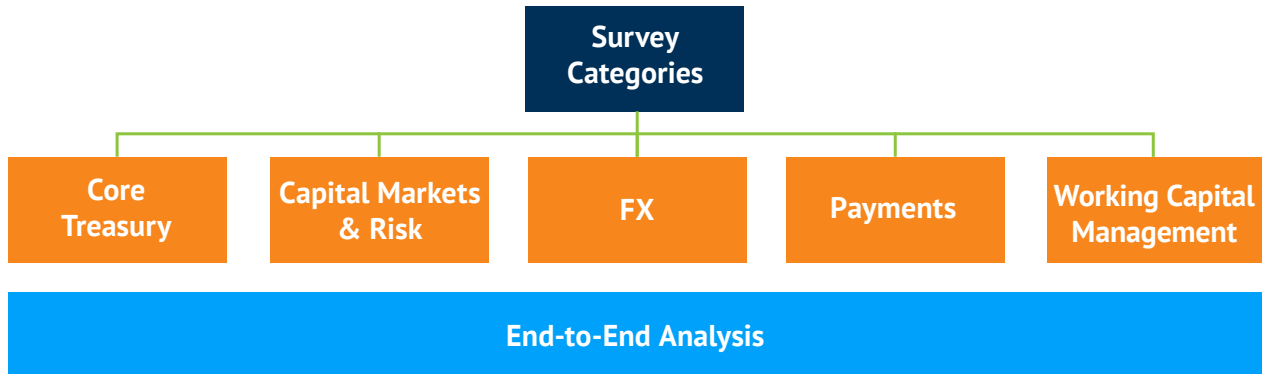 Survey
Categories
Core
Treasury
Capital Markets
& Risk
FX
Payments
Working Capital
Management
End-to-End Analysis